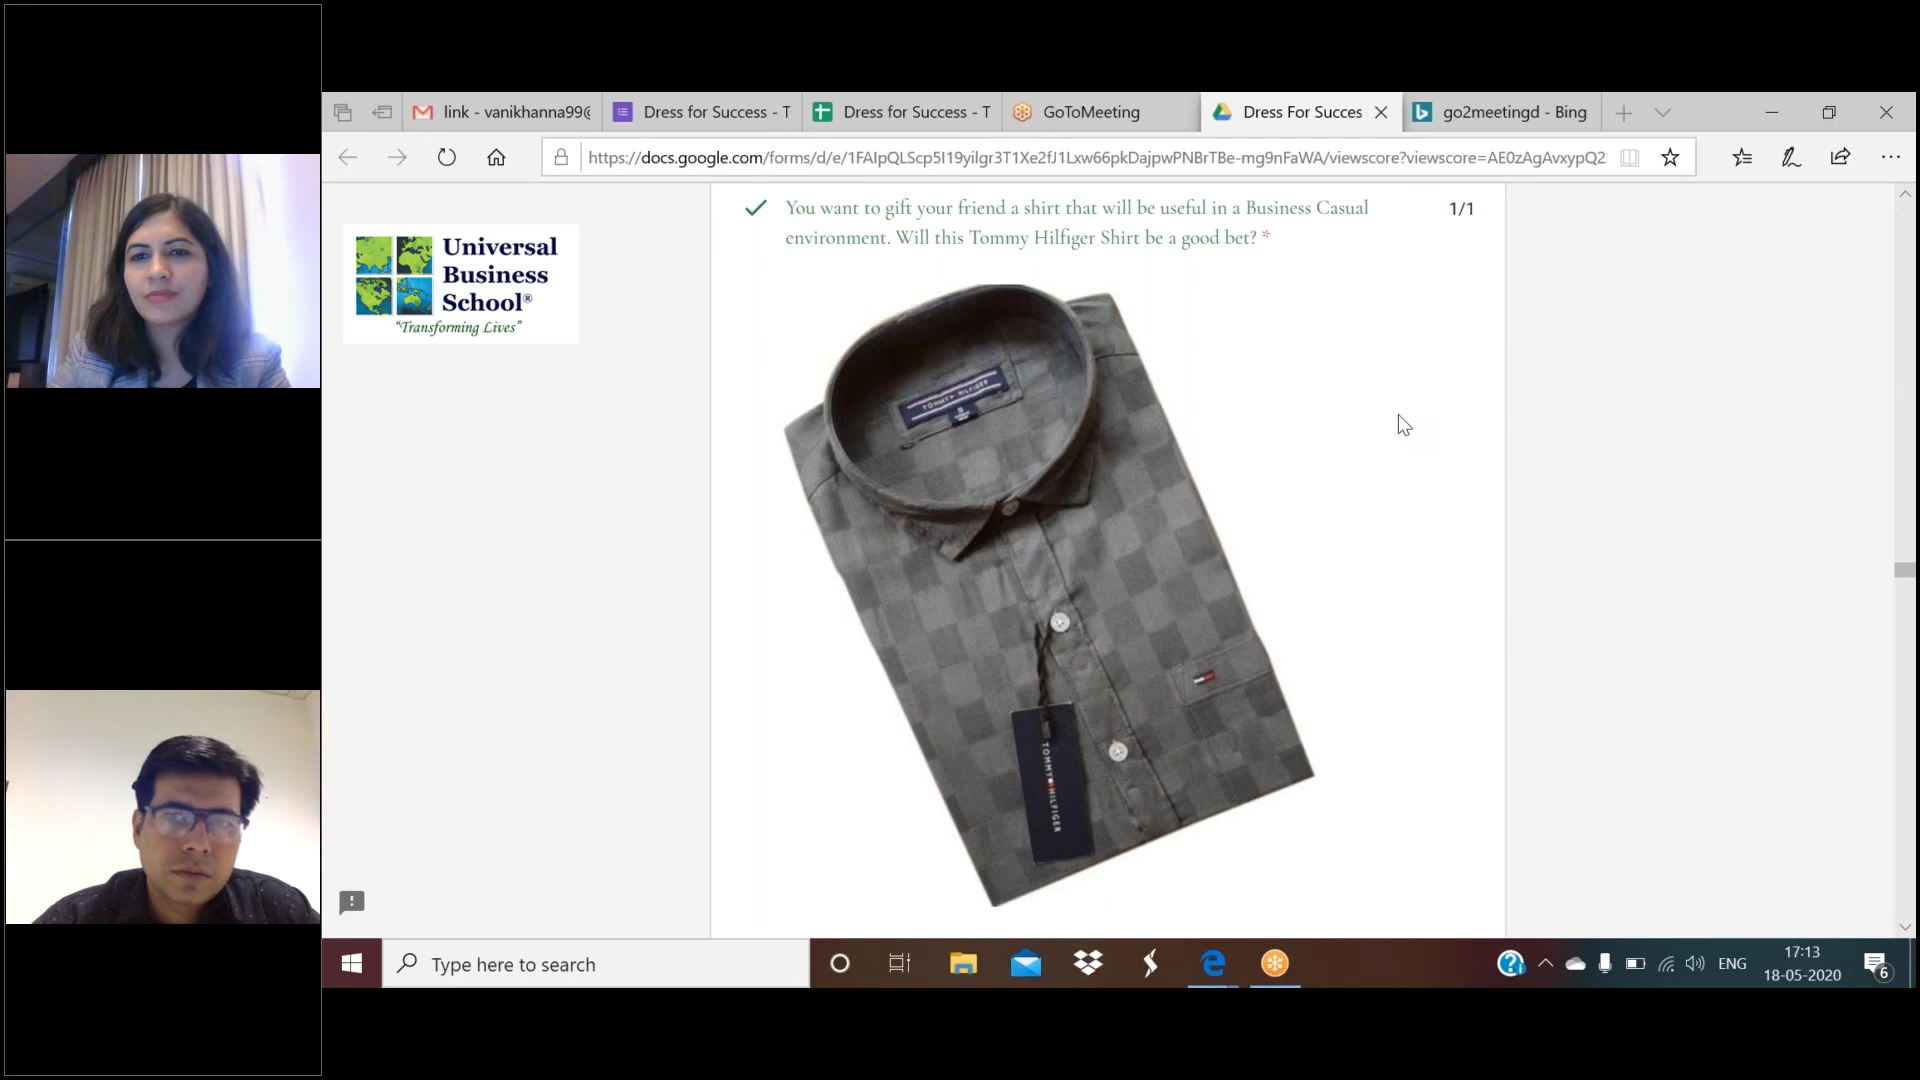 link - vanikhanna99@
Dress for Success - T
Dress for Success - T
GoToMeeting
Dress For Succes
go2meetingd - Bing
https://docs.google.com/forms/d/e/1FAIpQLScp5I19yilgr3T1Xe2fJ1Lxw66pkDajpwPNBrTBe-mg9nFaWA/viewscore?viewscore=AE0zAgAvxypQ2
Universal
Business
School®
“Transforming Lives”
You want to gift your friend a shirt that will be useful in a Business Casual
environment. Will this Tommy Hilfiger Shirt be a good bet? *
1/1
TOMMY HILFIGER
S
TOMMY HILFIGER
Type here to search
ENG
17:13
18-05-2020
6